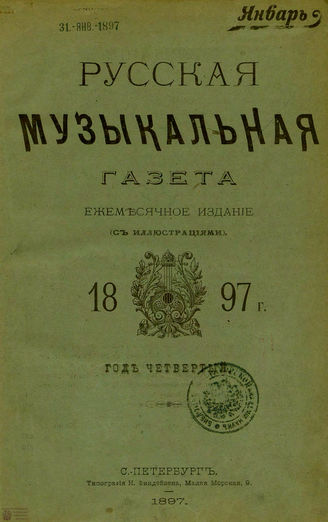 Январь
31.-ЯНВ.-1897
РУССКАЯ
МУЗЫКАЛЬНАЯ
ГАЗЕТА
ЕЖЕМѢСЯЧНОЕ ИЗДАНІЕ
(СЪ ИЛЛЮСТРАЦІЯМИ).
18 97 г.
ГОДЪ ЧЕТВЕРТЫЙ.
С.-ПЕТЕРБУРГЪ.
Типографія Н. Финдейзена, Малая Морская, 9.
1897.